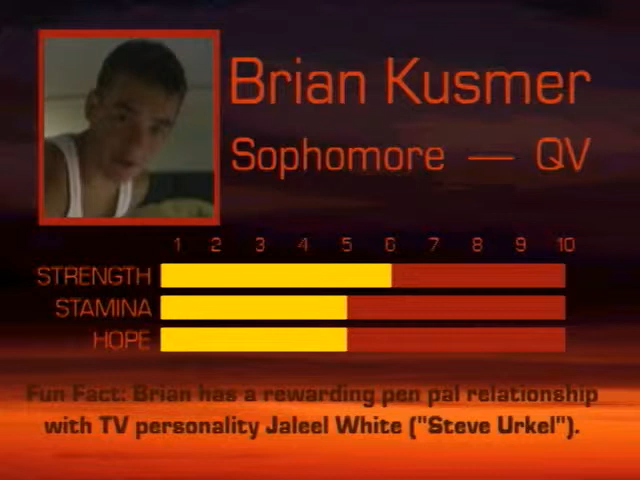 Brian Kusmer
Sophomore — QV
1 2 3 4 5 6 7 8 9 10
STRENGTH
STAMINA
HOPE
Fun Fact: Brian has a rewarding pen pal relationship
with TV personality Jaleel White ("Steve Urkel").